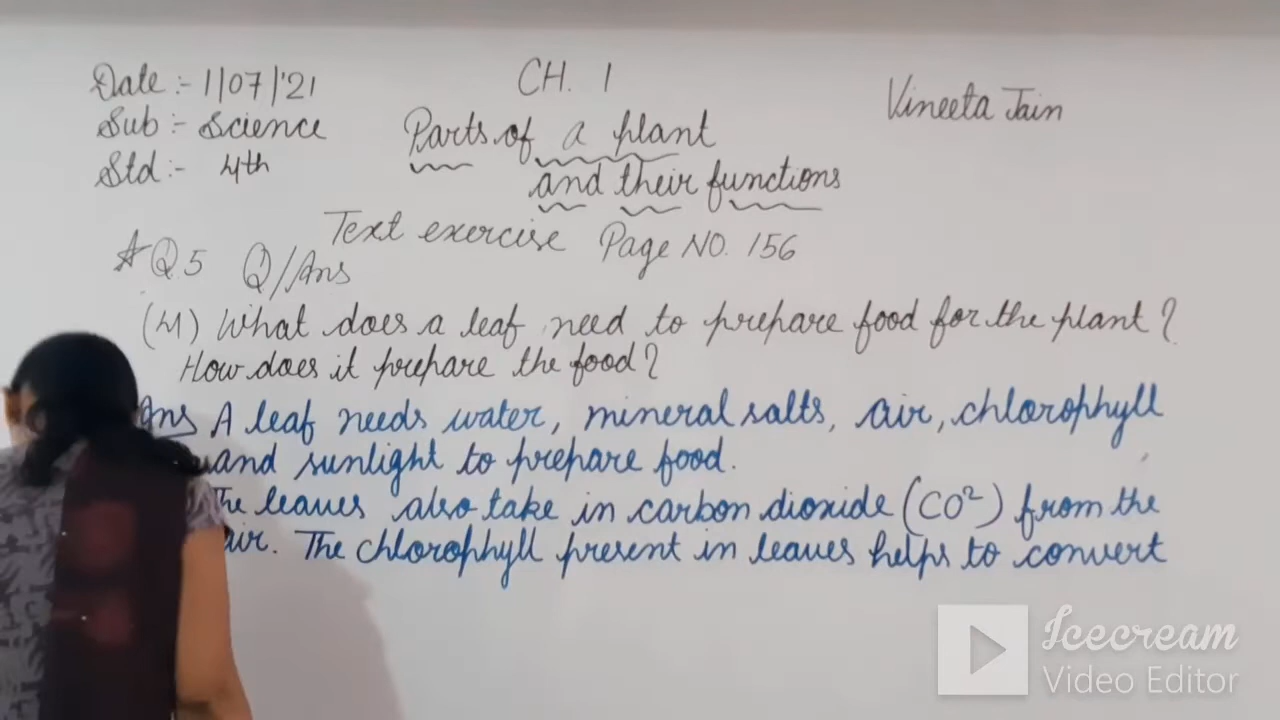 Date :- 1/07/'21
CH. 1
Vineeta Jain
Sub :- Science
Parts of a plant
Std :- 4th
and their functions
Text exercise Page NO. 156
Q.5 Q/Ans
(4) What does a leaf need to prepare food for the plant?
How does it prepare the food?
Ans A leaf needs water, mineral salts, air, chlorophyll
and sunlight to prepare food.
The leaves also take in carbon dioxide (CO²) from the
air. The chlorophyll present in leaves helps to convert
Icecream
Video Editor